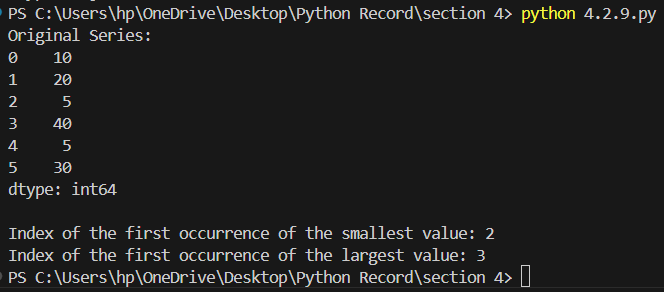 PS C:\Users\hp\OneDrive\Desktop\Python Record\section 4> python 4.2.9.py
Original Series:
0    10
1    20
2     5
3    40
4     5
5    30
dtype: int64

Index of the first occurrence of the smallest value: 2
Index of the first occurrence of the largest value: 3
PS C:\Users\hp\OneDrive\Desktop\Python Record\section 4>